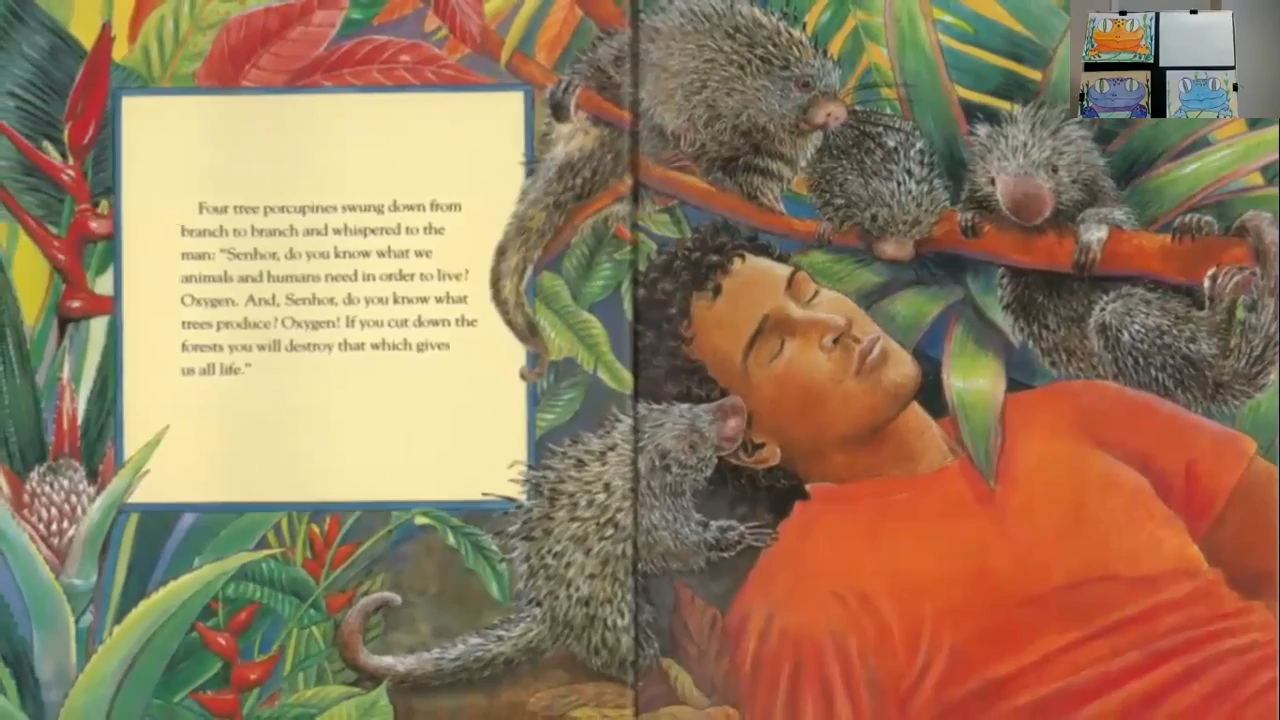 Four tree porcupines swung down from
branch to branch and whispered to the
man: “Senhor, do you know what we
animals and humans need in order to live?
Oxygen. And, Senhor, do you know what
trees produce? Oxygen! If you cut down the
forests you will destroy that which gives
us all life.”